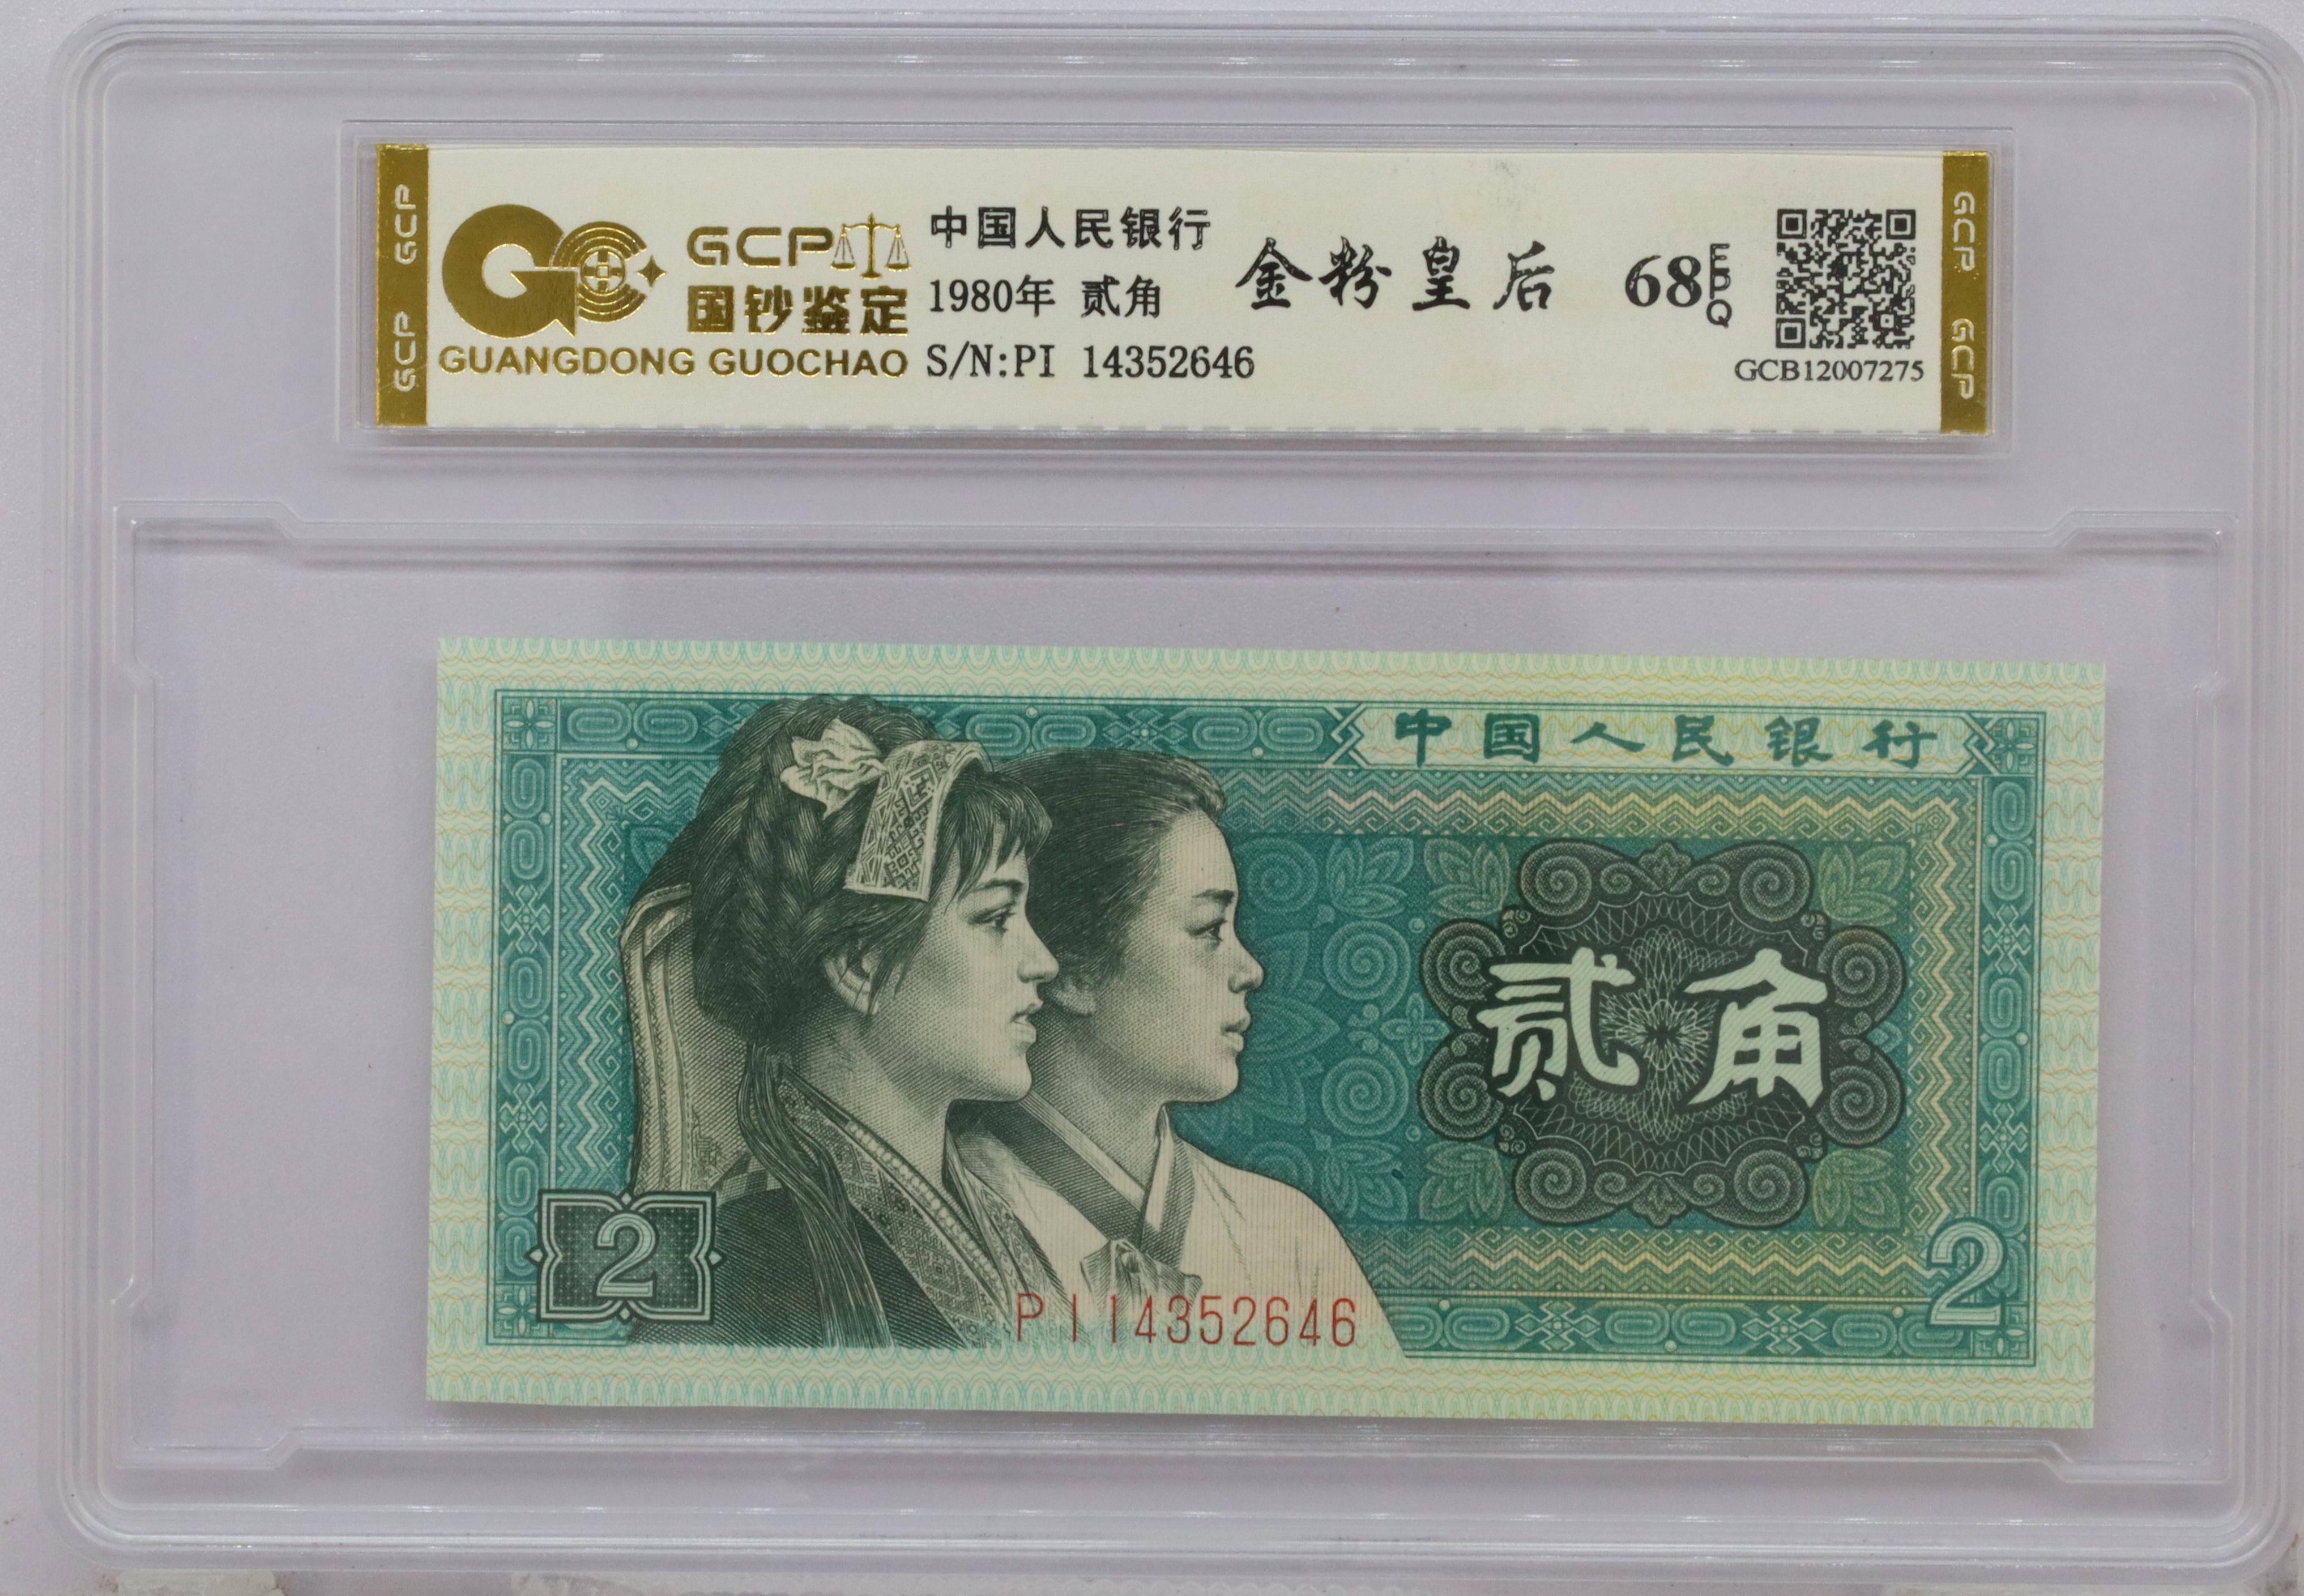 GCP GCP
GCP
国钞鉴定
GUANGDONG GUOCHAO
中国人民银行
1980年 贰角
S/N:PI 14352646
金粉皇后
68 EPQ
GCB12007275
GCP GCP
中国人民银行
贰角
2
PI14352646
2